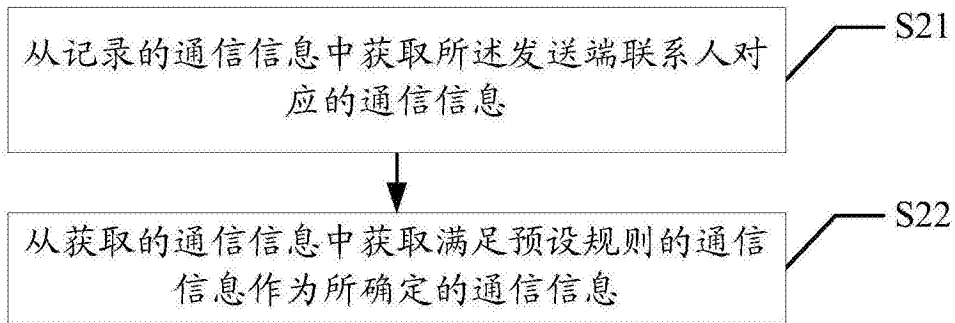 从记录的通信信息中获取所述发送端联系人对
应的通信信息
S21
从获取的通信信息中获取满足预设规则的通信
信息作为所确定的通信信息
S22